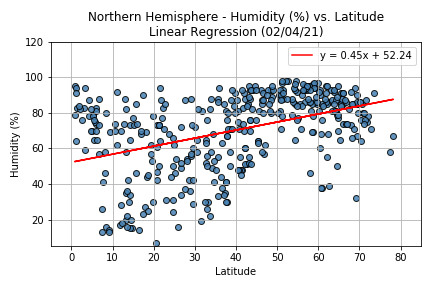 Northern Hemisphere - Humidity (%) vs. Latitude
Linear Regression (02/04/21)
y = 0.45x + 52.24
120
100
80
60
40
20
Humidity (%)
0 10 20 30 40 50 60 70 80
Latitude